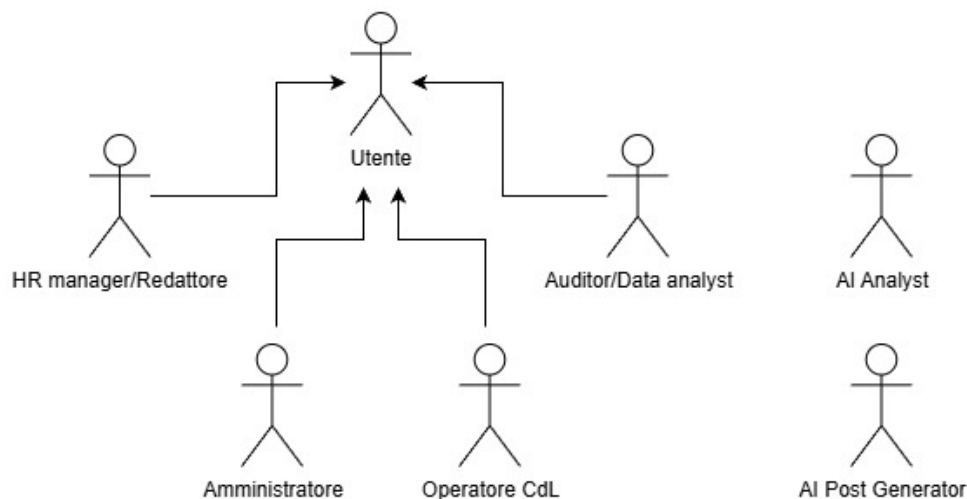 Utente
HR manager/Redattore
Auditor/Data analyst
AI Analyst
Amministratore
Operatore CdL
AI Post Generator